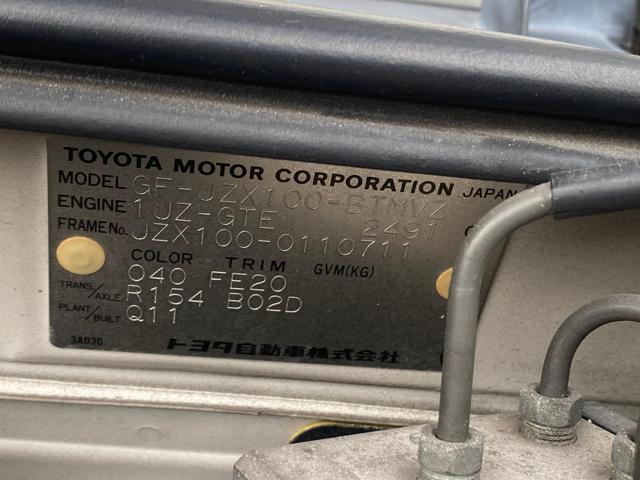 TOYOTA MOTOR CORPORATION JAPAN
MODEL GF-JZX100-BTMVZ
ENGINE 1JZ-GTE 2491
FRAME No. JZX100-0110711
COLOR TRIM GVM(KG)
040 FE20
TRANS/AXLE R154 B02D
PLANT/BUILT Q11
3A030 トヨタ自動車株式会社